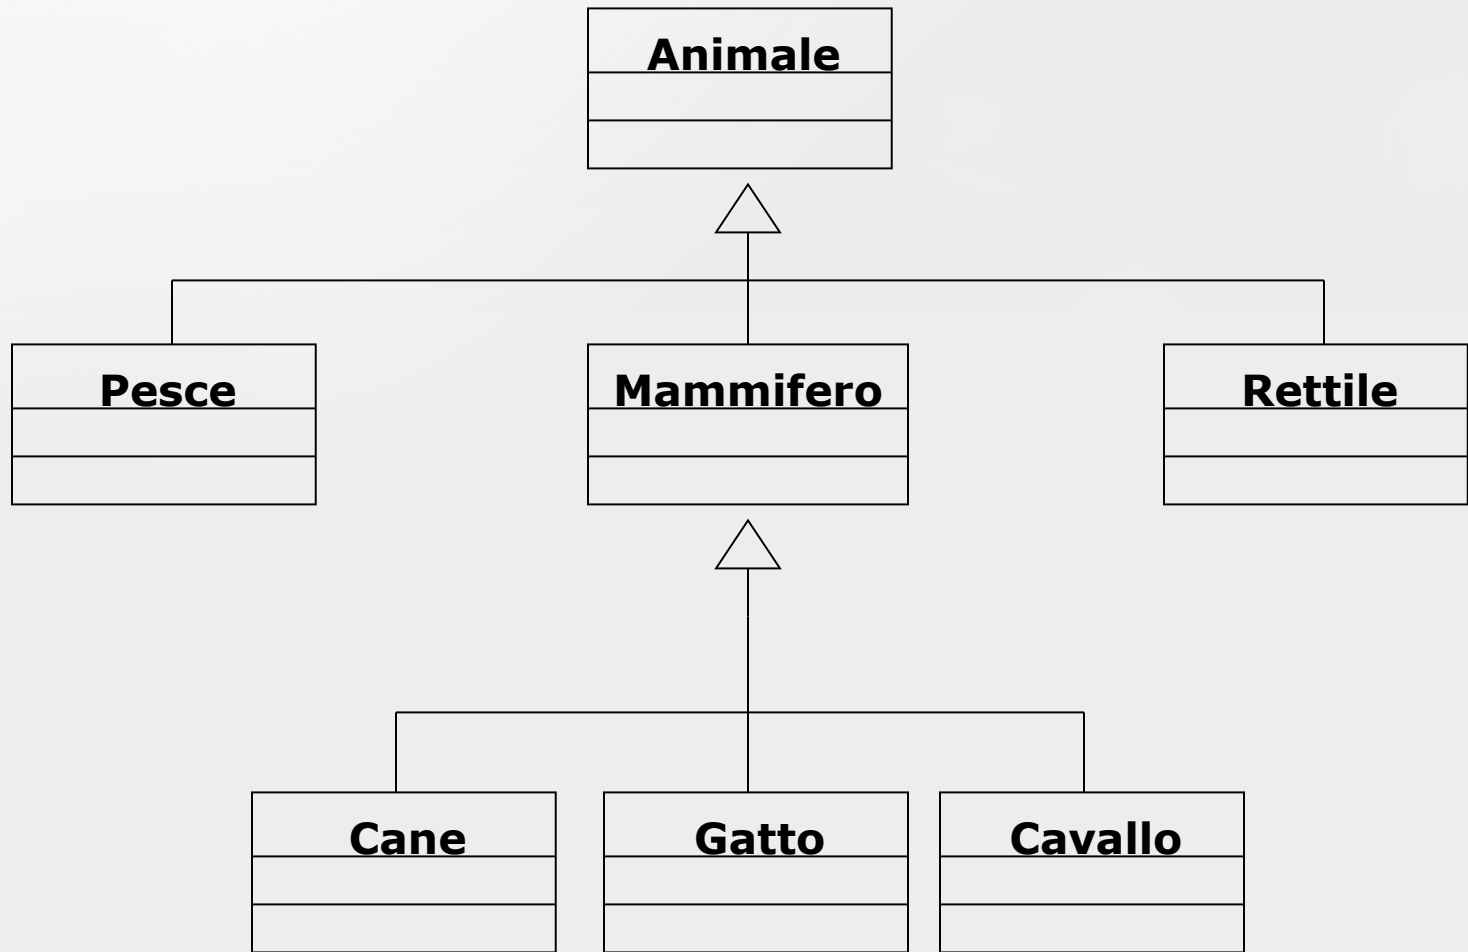 Animale
Pesce
Mammifero
Rettile
Cane
Gatto
Cavallo